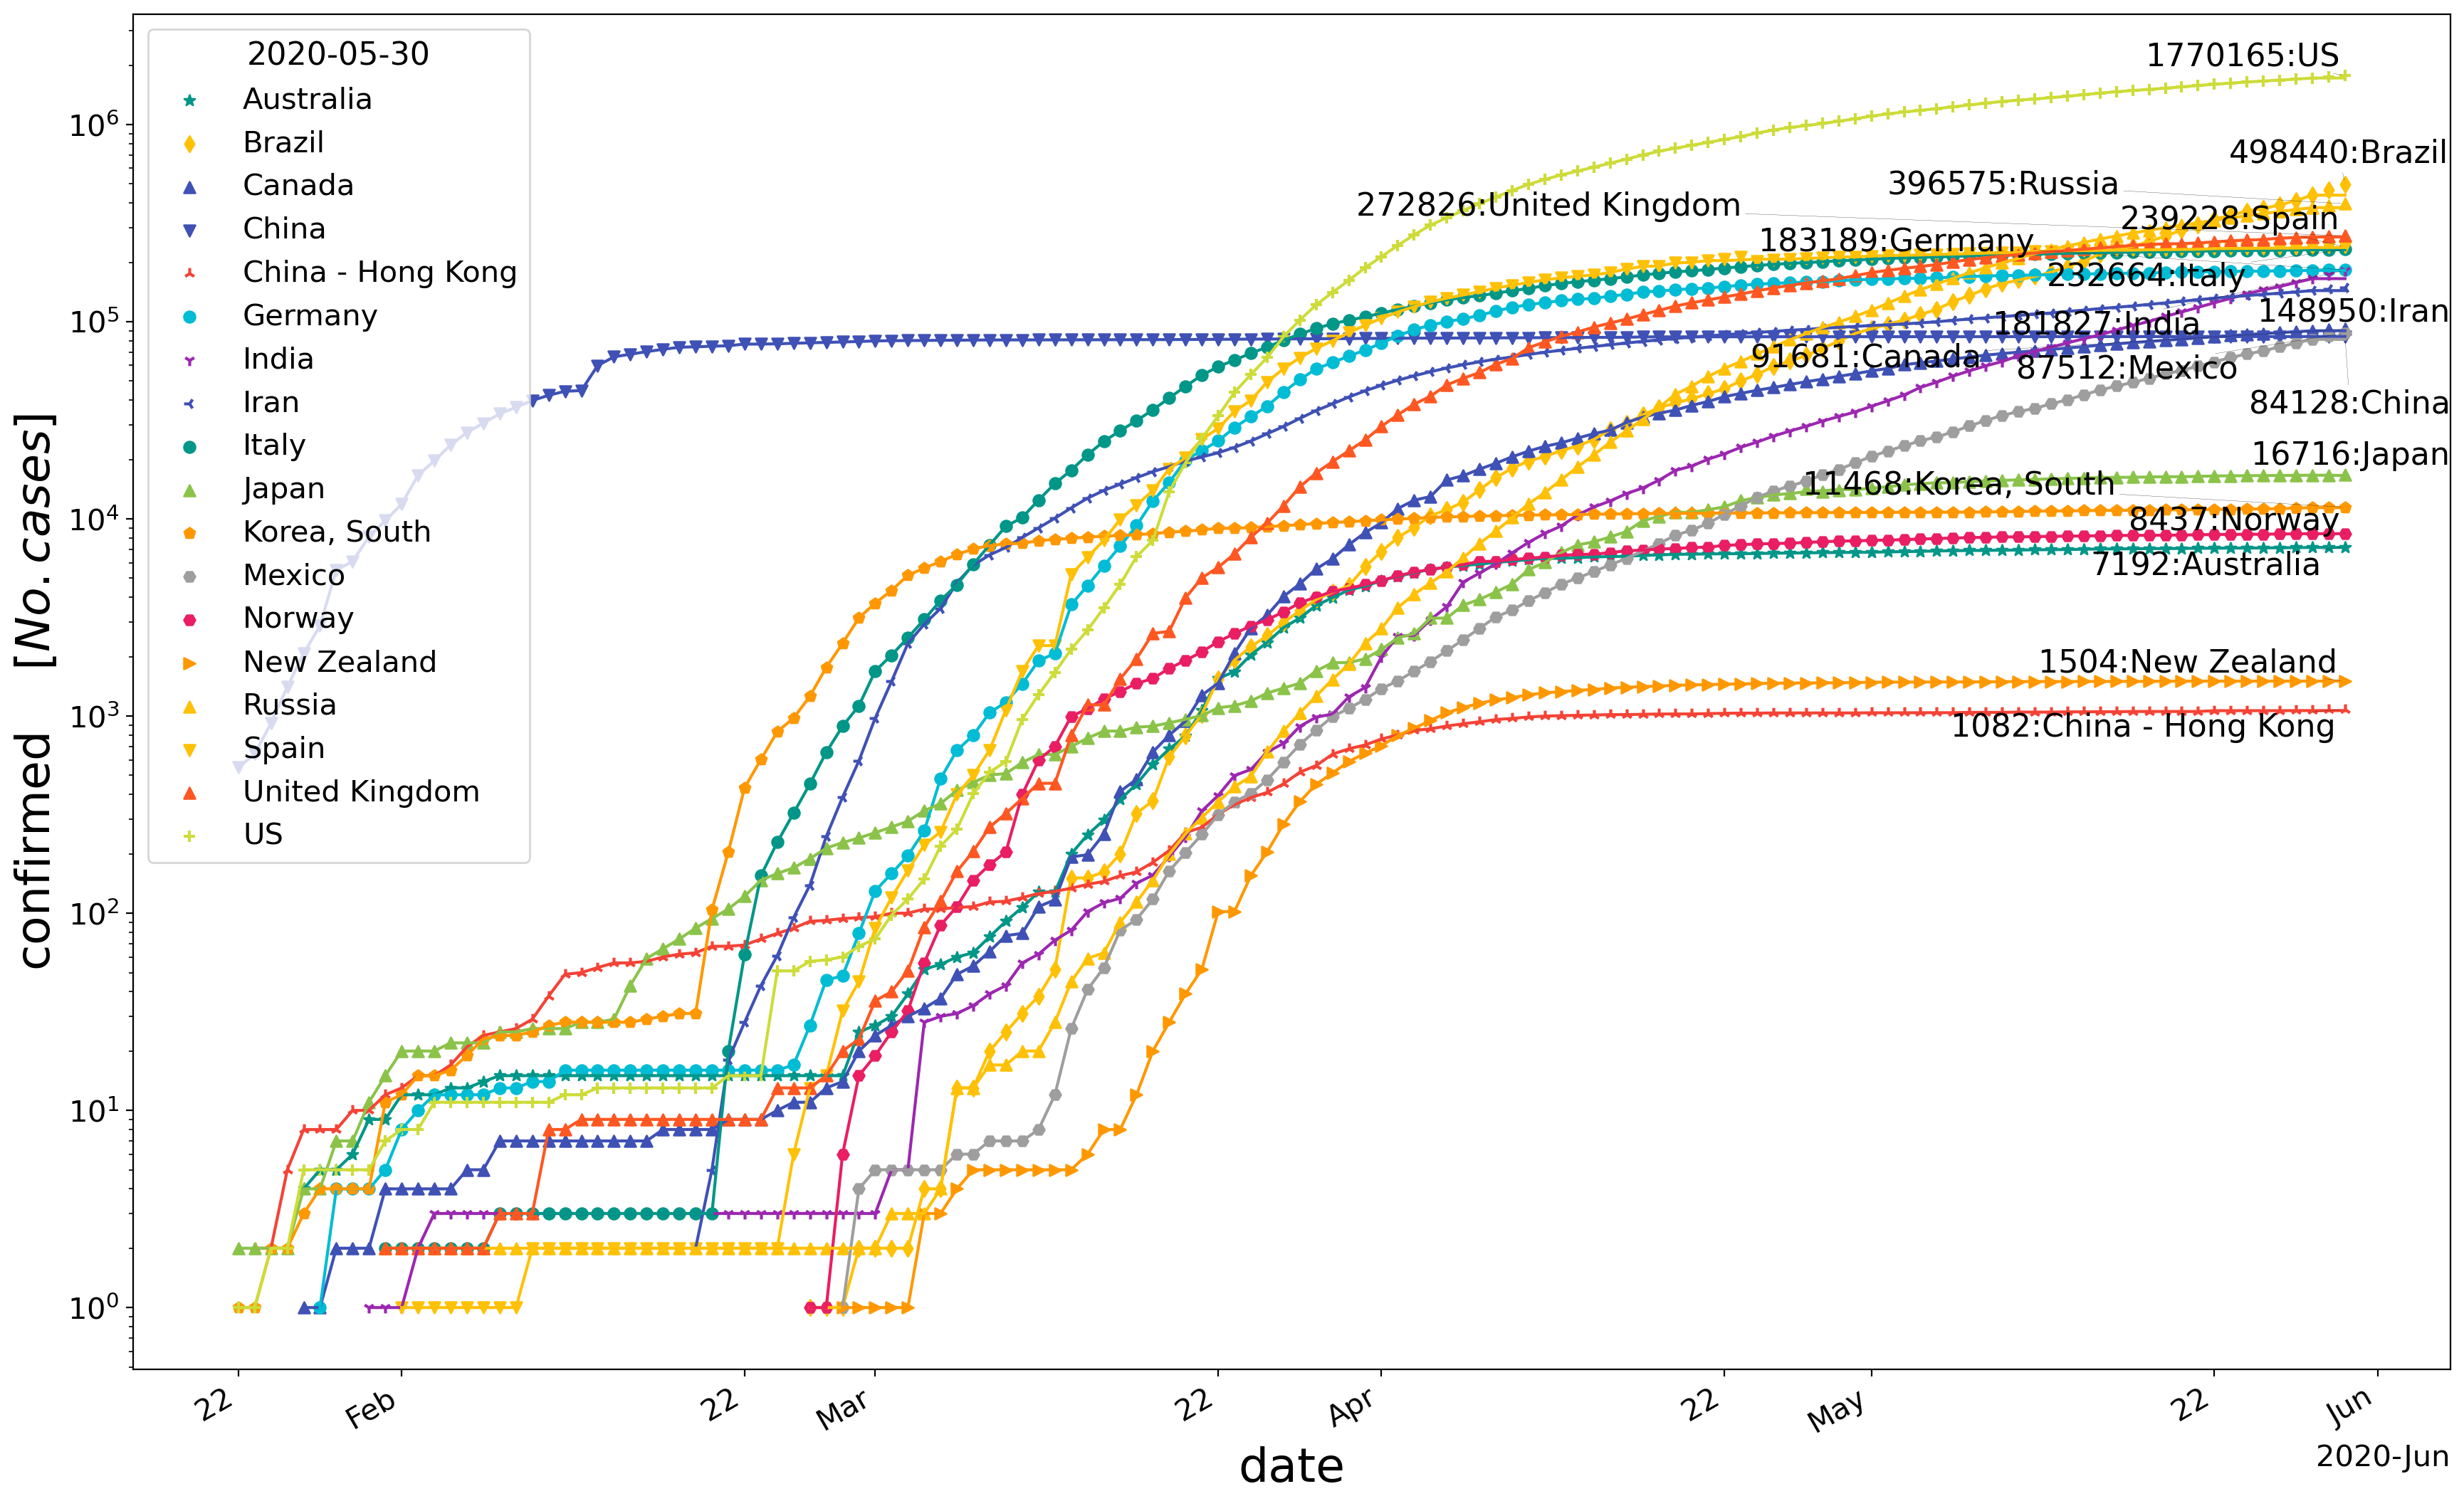 2020-05-30
Australia
Brazil
Canada
China
China - Hong Kong
Germany
India
Iran
Italy
Japan
Korea, South
Mexico
Norway
New Zealand
Russia
Spain
United Kingdom
US
1770165:US
498440:Brazil
396575:Russia
272826:United Kingdom
239228:Spain
183189:Germany
232664:Italy
148950:Iran
181827:India
91681:Canada
87512:Mexico
84128:China
16716:Japan
11468:Korea, South
8437:Norway
7192:Australia
1504:New Zealand
1082:China - Hong Kong
confirmed [No. cases]
10⁶
10⁵
10⁴
10³
10²
10¹
10⁰
22 Feb 22 Mar 22 Apr 22 May 22 Jun
date
2020-Jun